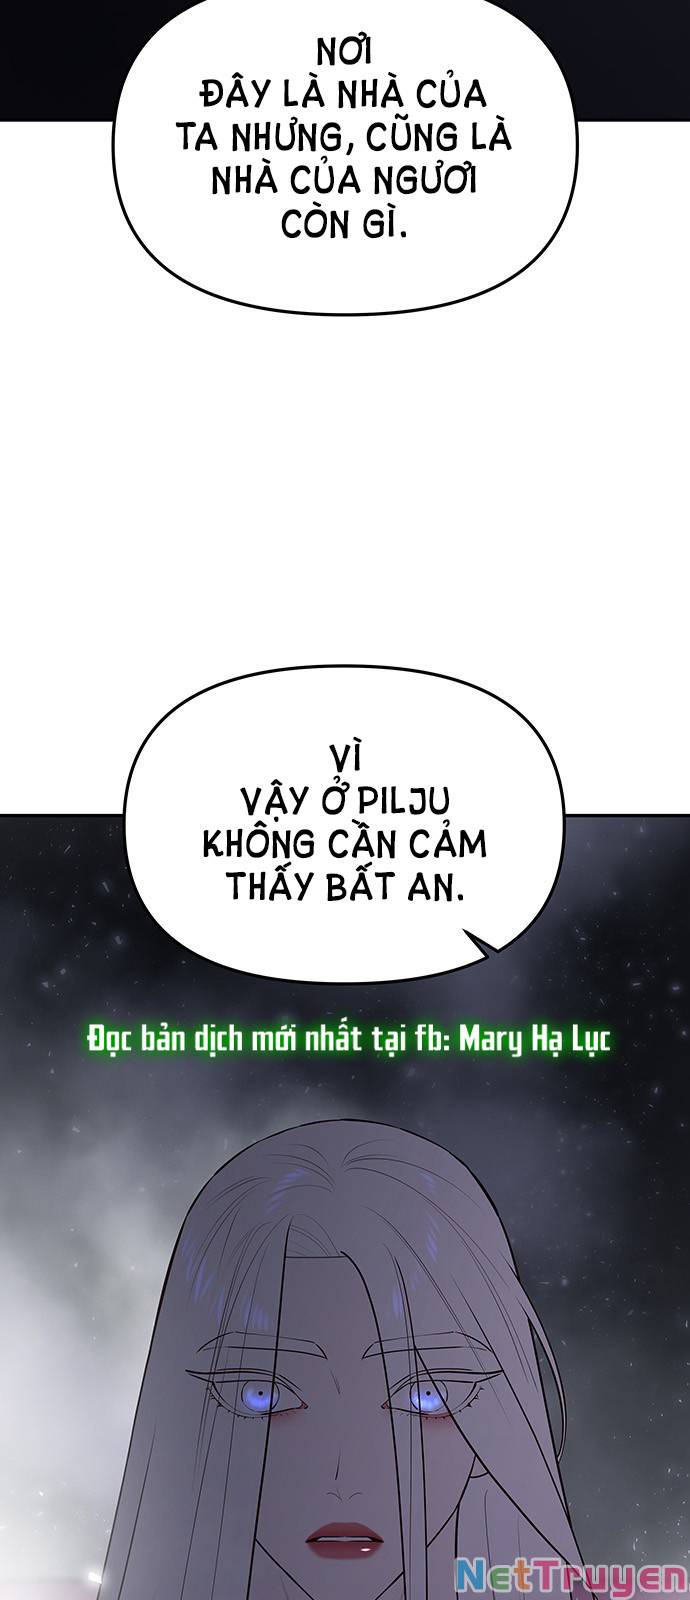 NƠI
ĐÂY LÀ NHÀ CỦA
TA NHƯNG, CŨNG LÀ
NHÀ CỦA NGƯƠI
CÒN GÌ.
VÌ
VẬY Ở PILJU
KHÔNG CẦN CẢM
THẤY BẤT AN.
Đọc bản dịch mới nhất tại fb: Mary Hạ Lục
NetTruyen